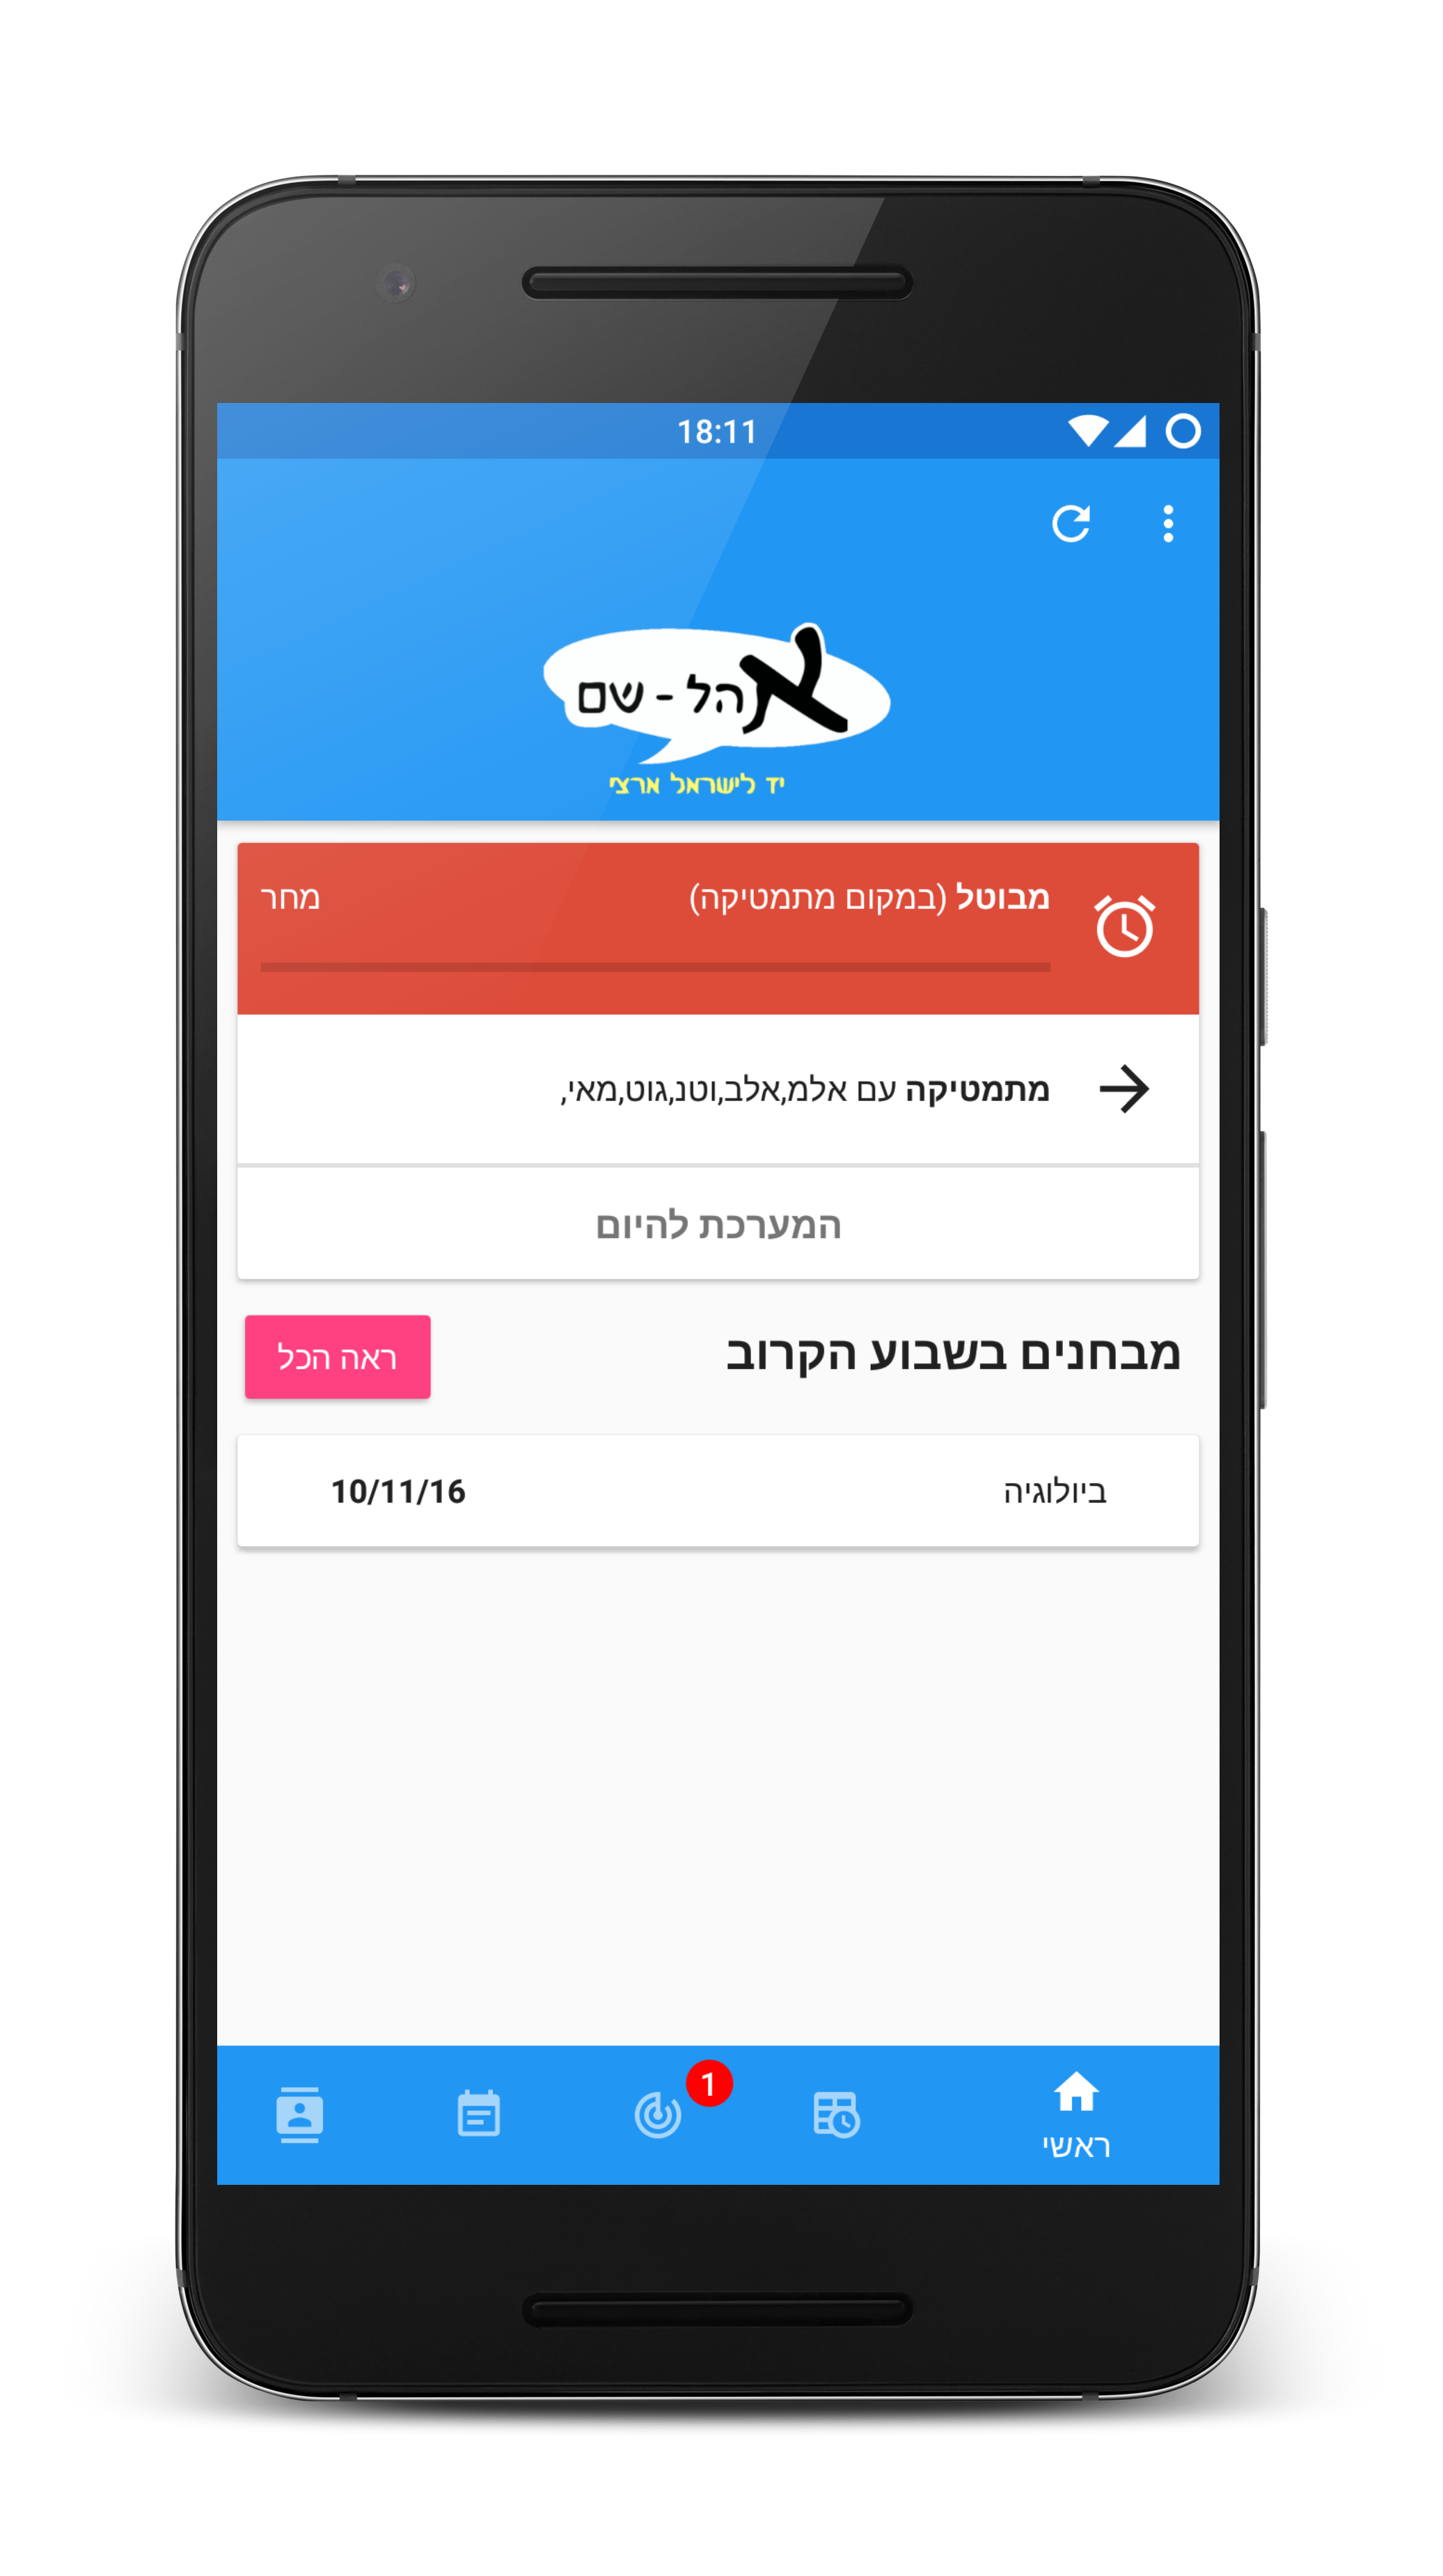 18:11
אהל - שם
יד לישראל ארצי
מבוטל (במקום מתמטיקה) מחר
מתמטיקה עם אלמ,אלב,וטנ,גוט,מאי,
המערכת להיום
מבחנים בשבוע הקרוב ראה הכל
ביולוגיה 10/11/16
1
ראשי